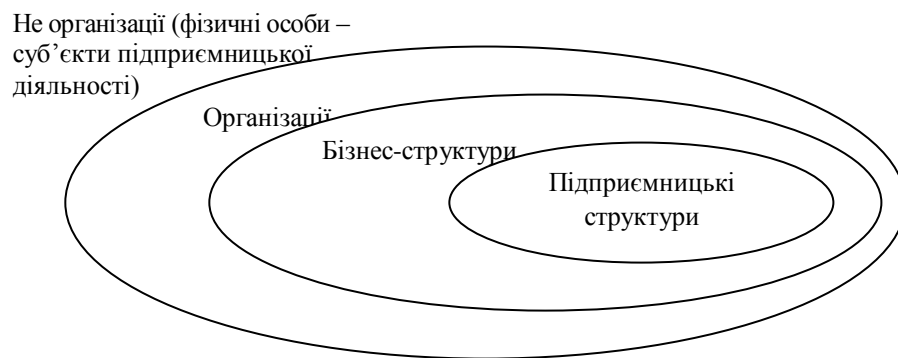 Не організації (фізичні особи –
суб’єкти підприємницької
діяльності)
Організації
Бізнес-структури
Підприємницькі
структури